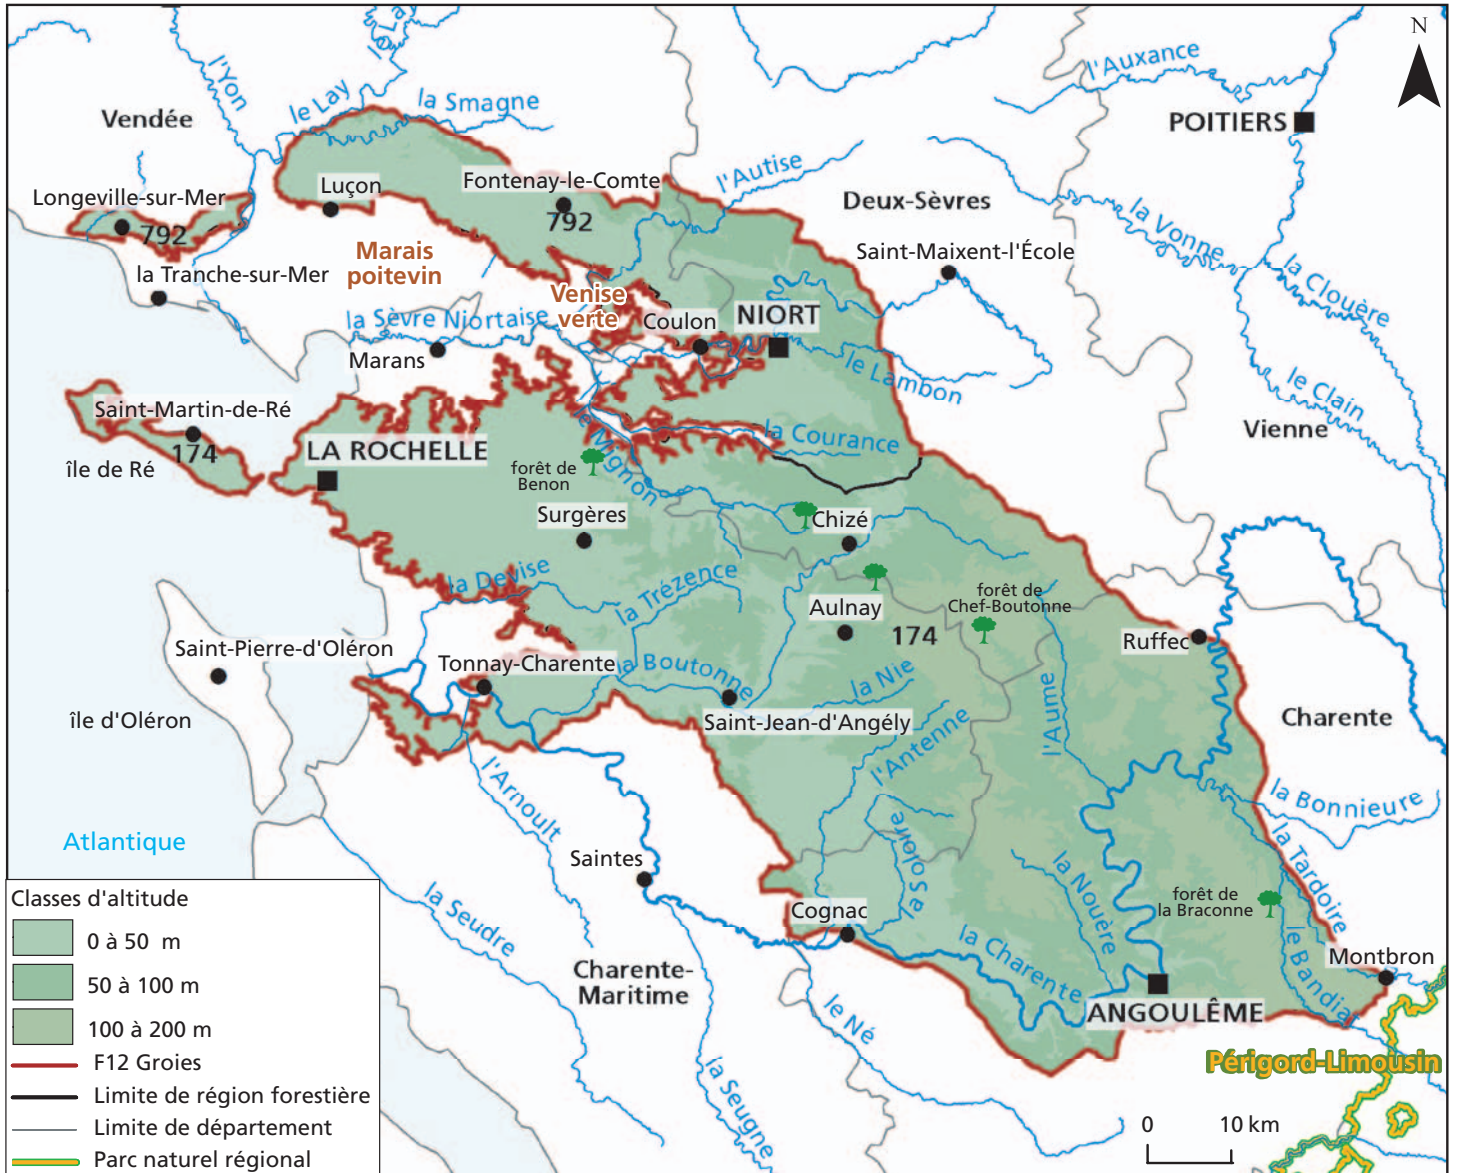 N
l'Yon
le Lay
la Smagne
l'Auxance
POITIERS
Vendée
Longeville-sur-Mer
792
Luçon
Fontenay-le-Comte
792
l'Autise
Deux-Sèvres
la Vonne
Saint-Maixent-l'École
la Clouère
la Tranche-sur-Mer
Marais
poitevin
Venise
verte
la Sèvre Niortaise
Coulon
NIORT
Marans
le Lambon
le Clain
Vienne
Saint-Martin-de-Ré
174
île de Ré
LA ROCHELLE
la Courance
le Mignon
forêt de
Benon
Surgères
Chizé
la Devise
la Trézence
Aulnay
174
forêt de
Chef-Boutonne
Ruffec
Saint-Pierre-d'Oléron
île d'Oléron
Tonnay-Charente
la Boutonne
la Nie
Saint-Jean-d'Angély
l'Antenne
l'Aume
Charente
l'Arnoult
la Bonnieure
la Tardoire
Atlantique
Saintes
la Soloire
la Nouère
forêt de
la Braconne
la Seudre
Cognac
la Charente
le Bandiat
Montbron
Charente-
Maritime
le Né
ANGOULÊME
la Seugne
Périgord-Limousin
0 10 km
Classes d'altitude
0 à 50 m
50 à 100 m
100 à 200 m
F12 Groies
Limite de région forestière
Limite de département
Parc naturel régional